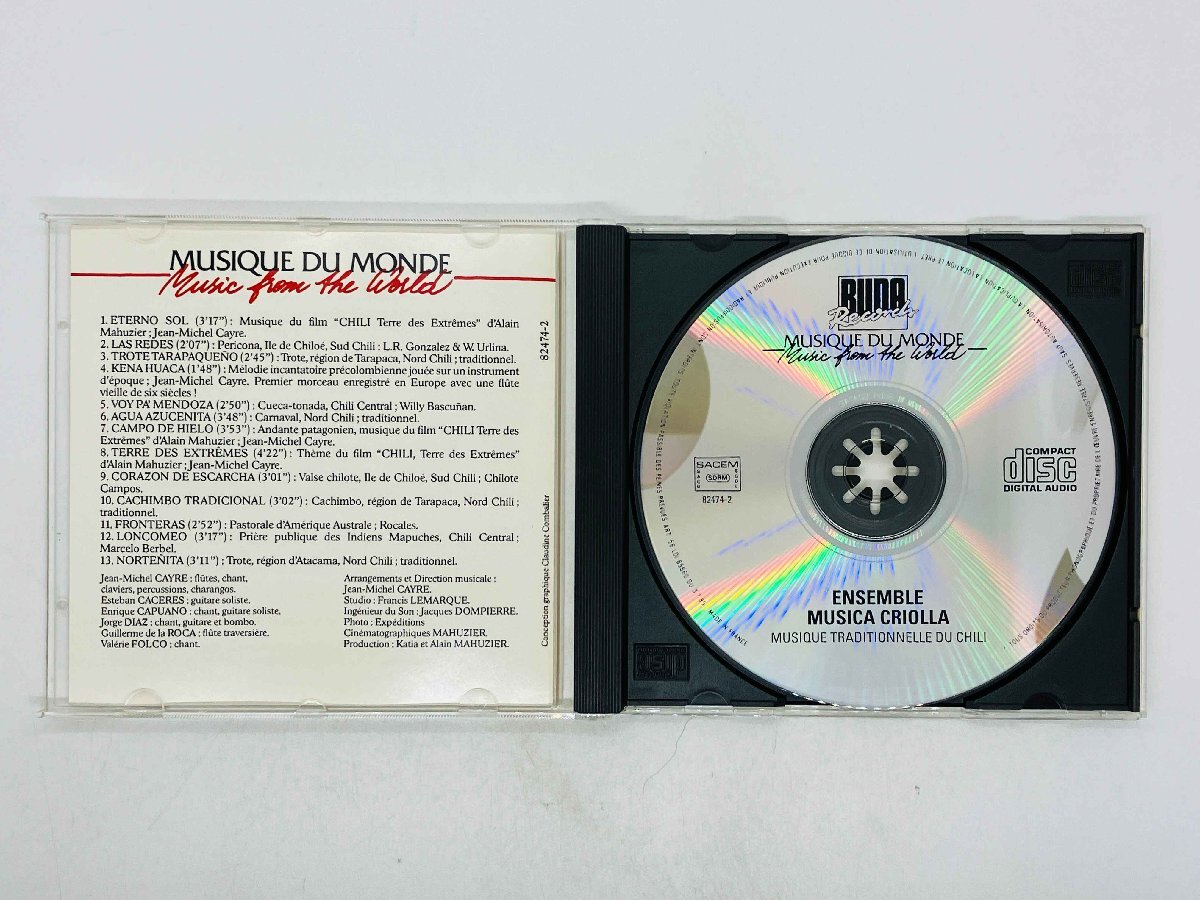 MUSIQUE DU MONDE
Music from the World
1. ETERNO SOL (3'17") : Musique du film "CHILI Terre des Extrêmes" d'Alain
Mahuzier ; Jean-Michel Cayre.
2. LAS REDES (2'07") : Pericona, Ile de Chiloé, Sud Chili : L.R. Gonzalez & W. Urlina.
3. TROTE TARAPAQUEÑO (2'45") : Trote, région de Tarapaca, Nord Chili ; traditionnel.
4. KENA HUACA (1'48") : Mélodie incantatoire précolombienne jouée sur un instrument
d'époque ; Jean-Michel Cayre. Premier morceau enregistré en Europe avec une flûte
vieille de six siècles !
5. VOY PA' MENDOZA (2'50") : Cueca-tonada, Chili Central ; Willy Bascuñan.
6. AGUA AZUCENITA (3'48") : Carnaval, Nord Chili ; traditionnel.
7. CAMPO DE HIELO (3'53") : Andante patagonien, musique du film "CHILI Terre des
Extrêmes" d'Alain Mahuzier ; Jean-Michel Cayre.
8. TERRE DES EXTRÊMES (4'22") : Thème du film "CHILI, Terre des Extrêmes"
d'Alain Mahuzier ; Jean-Michel Cayre.
9. CORAZON DE ESCARCHA (3'01") : Valse chilote, Ile de Chiloé, Sud Chili ; Chilote
Campos.
10. CACHIMBO TRADICIONAL (3'02") : Cachimbo, région de Tarapaca, Nord Chili ;
traditionnel.
11. FRONTERAS (2'52") : Pastorale d'Amérique Australe ; Rocales.
12. LONCOMEO (3'17") : Prière publique des Indiens Mapuches, Chili Central ;
Marcelo Berbel.
13. NORTEÑITA (3'11") : Trote, région d'Atacama, Nord Chili ; traditionnel.
Jean-Michel CAYRE : flûtes, chant,
claviers, percussions, charangos.
Esteban CACERES : guitare soliste.
Enrique CAPUANO : chant, guitare soliste.
Jorge DIAZ : chant, guitare et bombo.
Guillerme de la ROCA ; flûte traversière.
Valérie FOLCO ; chant.
Arrangements et Direction musicale :
Jean-Michel CAYRE.
Studio : Francis LEMARQUE.
Ingénieur du Son : Jacques DOMPIERRE.
Photo : Expéditions
Cinématographiques MAHUZIER.
Production : Katia et Alain MAHUZIER.
82474-2
Conception graphique Claudine Combalier
BUDA
Records
MUSIQUE DU MONDE
Music from the World
SACEM
SDRM
82474-2
COMPACT
disc
DIGITAL AUDIO
ENSEMBLE
MUSICA CRIOLLA
MUSIQUE TRADITIONNELLE DU CHILI
MADE IN FRANCE